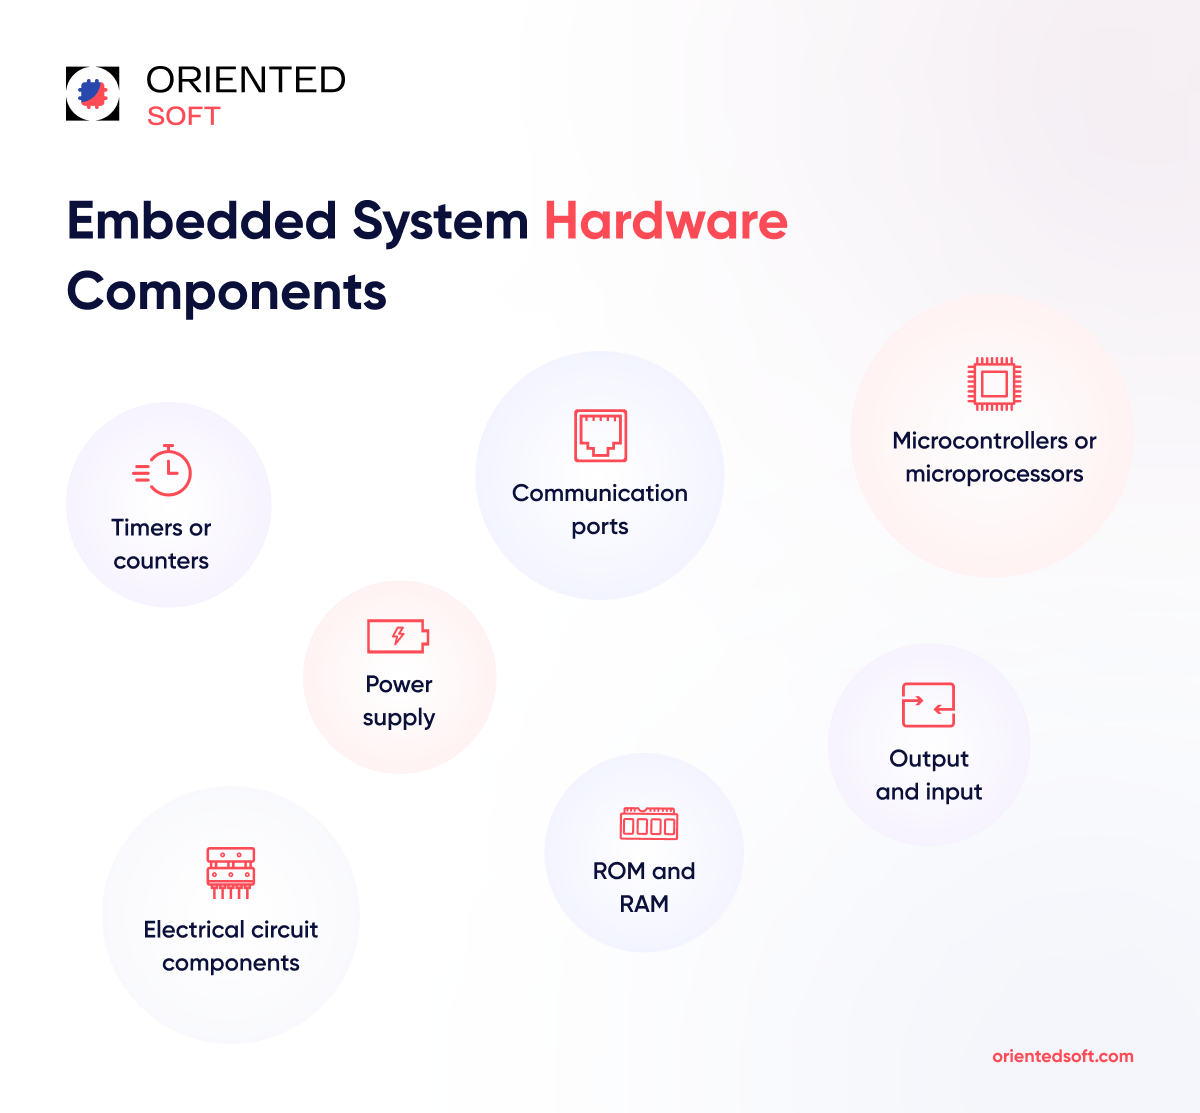 ORIENTED
SOFT
Embedded System Hardware
Components
Timers or
counters
Communication
ports
Microcontrollers or
microprocessors
Power
supply
Output
and input
ROM and
RAM
Electrical circuit
components
orientedsoft.com